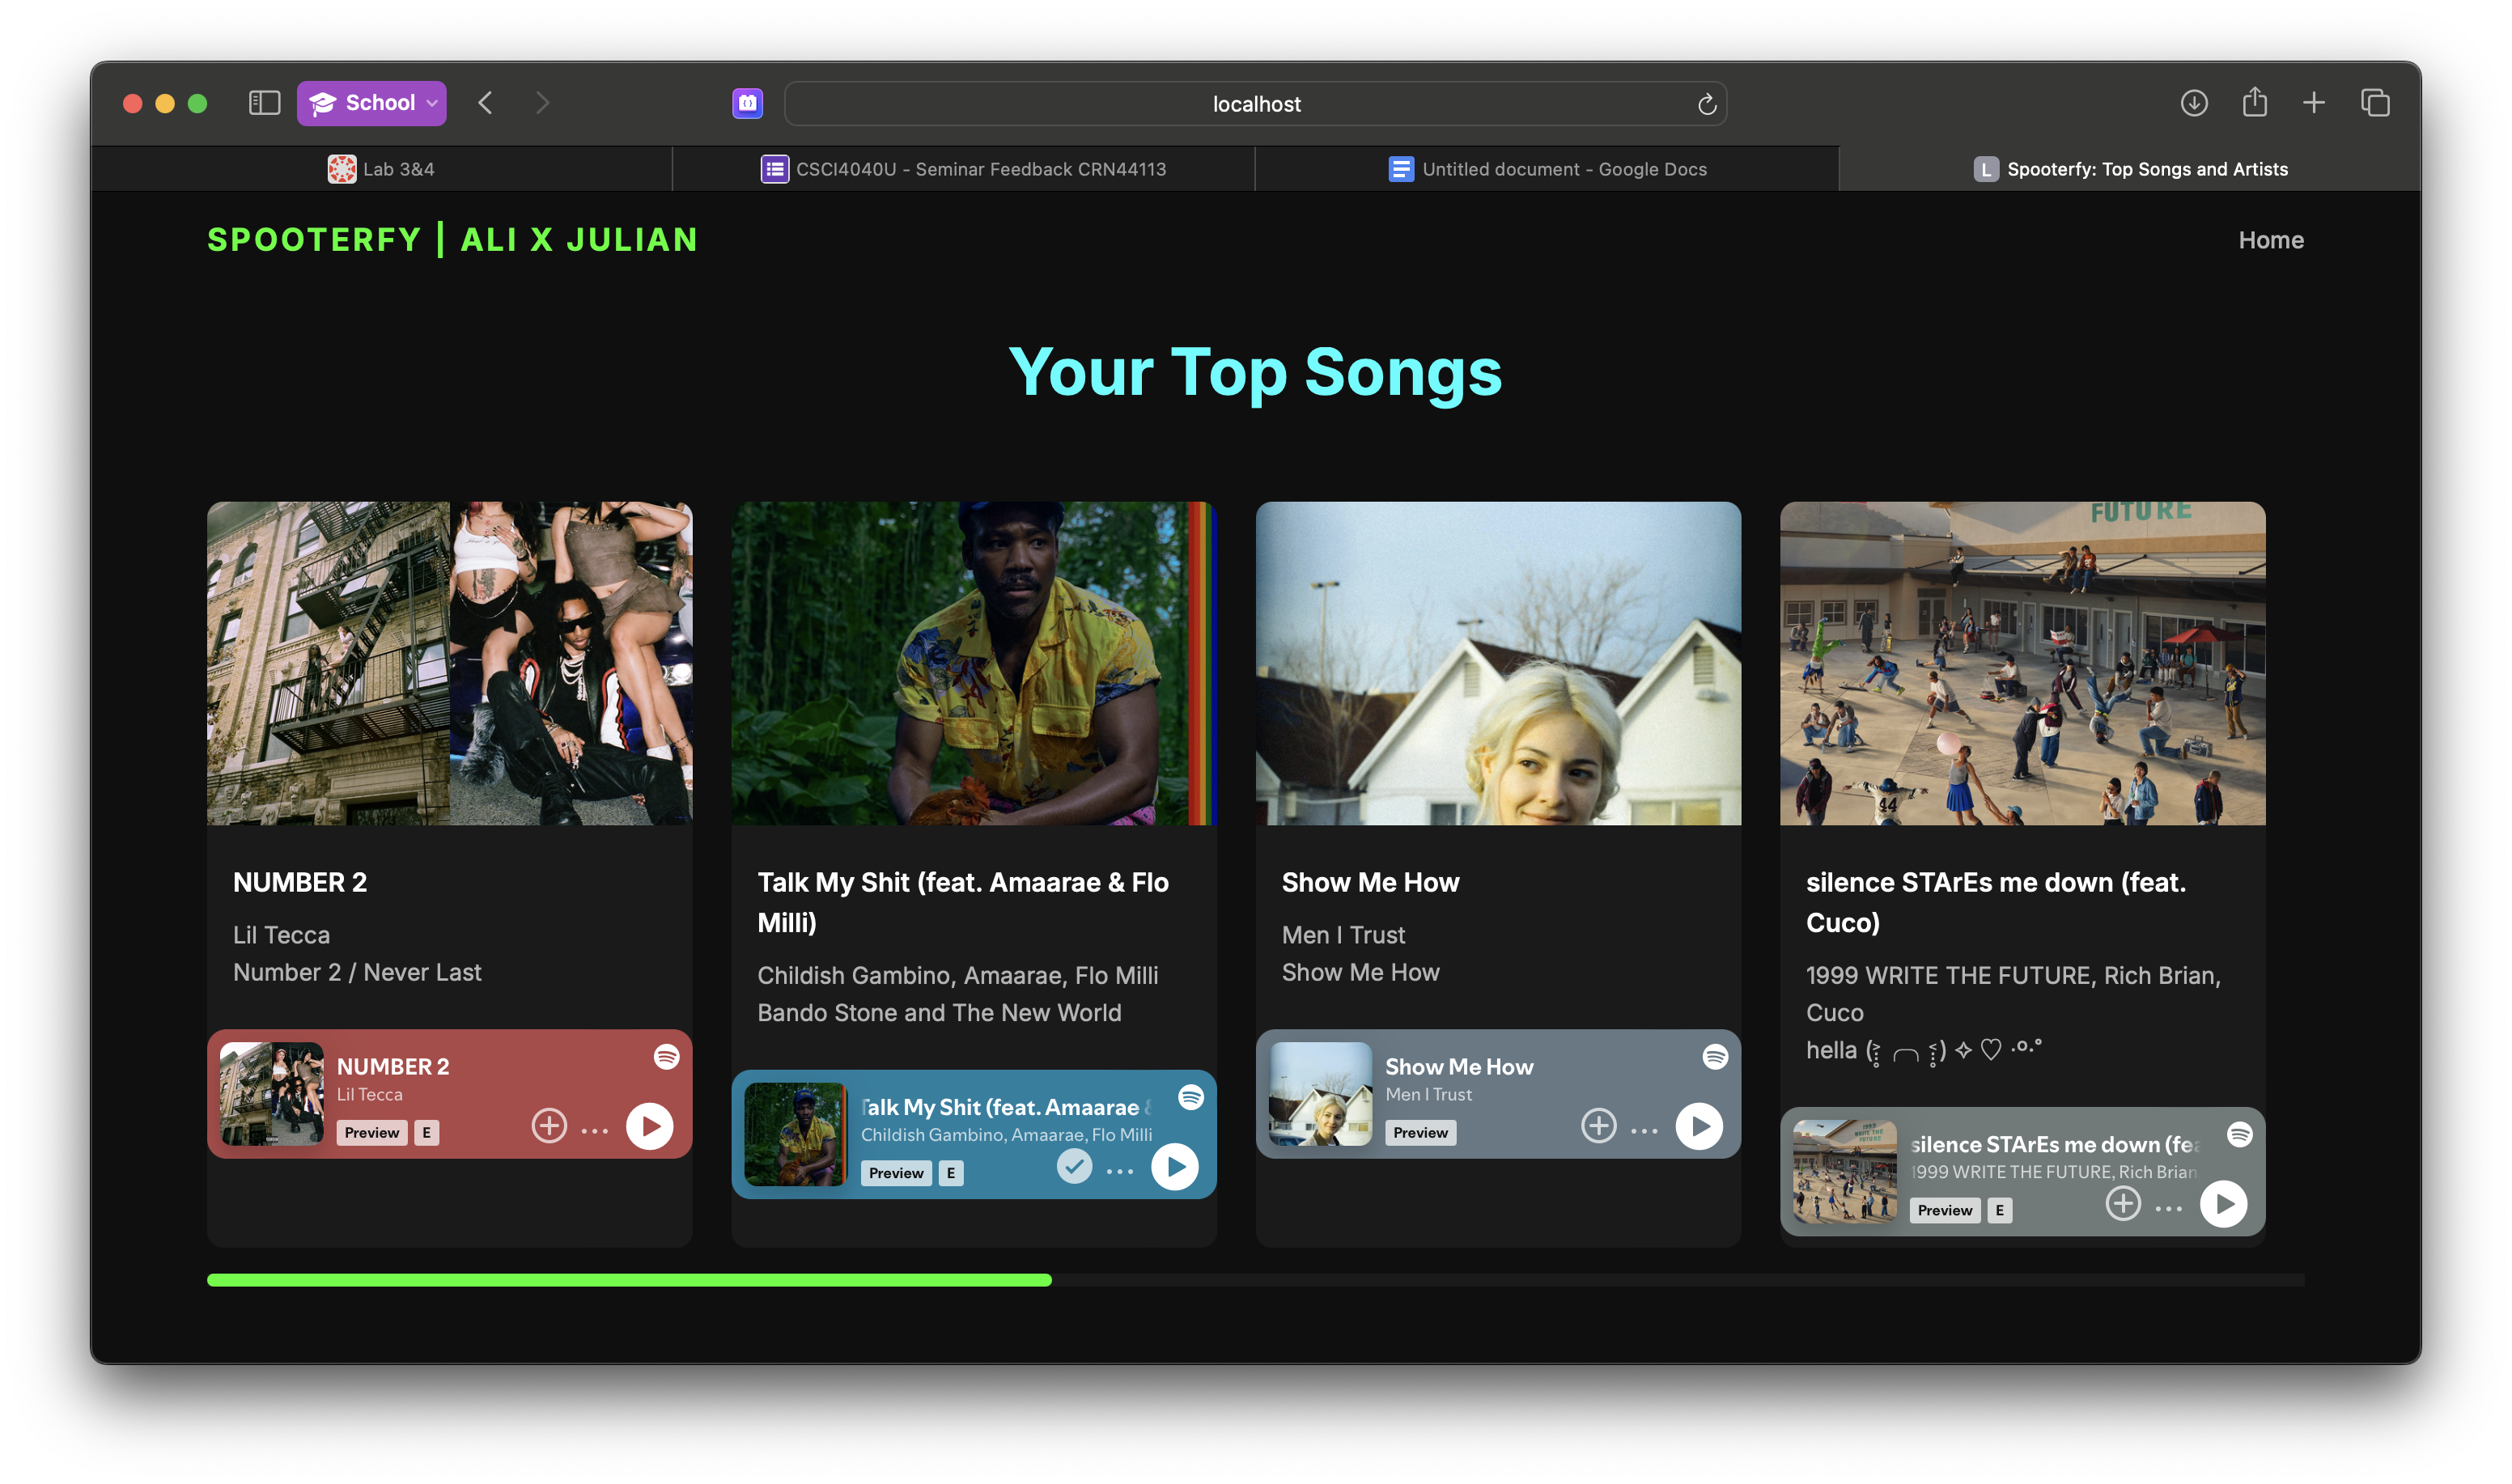 School
localhost
Lab 3&4
CSCI4040U - Seminar Feedback CRN44113
Untitled document - Google Docs
L
Spooterfy: Top Songs and Artists
SPOOTERFY | ALI X JULIAN
Home
Your Top Songs
NUMBER 2
Lil Tecca
Number 2 / Never Last
NUMBER 2
Lil Tecca
Preview E
Talk My Shit (feat. Amaarae & Flo
Milli)
Childish Gambino, Amaarae, Flo Milli
Bando Stone and The New World
Talk My Shit (feat. Amaarae &
Childish Gambino, Amaarae, Flo Milli
Preview E
Show Me How
Men I Trust
Show Me How
Show Me How
Men I Trust
Preview
FUTURE
44
silence STArEs me down (feat.
Cuco)
1999 WRITE THE FUTURE, Rich Brian,
Cuco
hella
silence STArEs me down (fea
1999 WRITE THE FUTURE, Rich Brian
Preview E